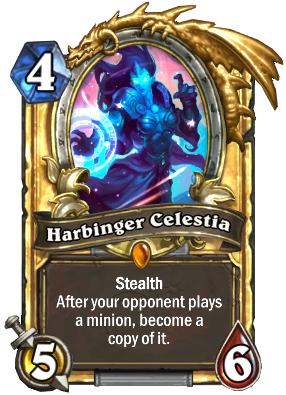 4
Harbinger Celestia
Stealth
After your opponent plays
a minion, become a
copy of it.
5
6